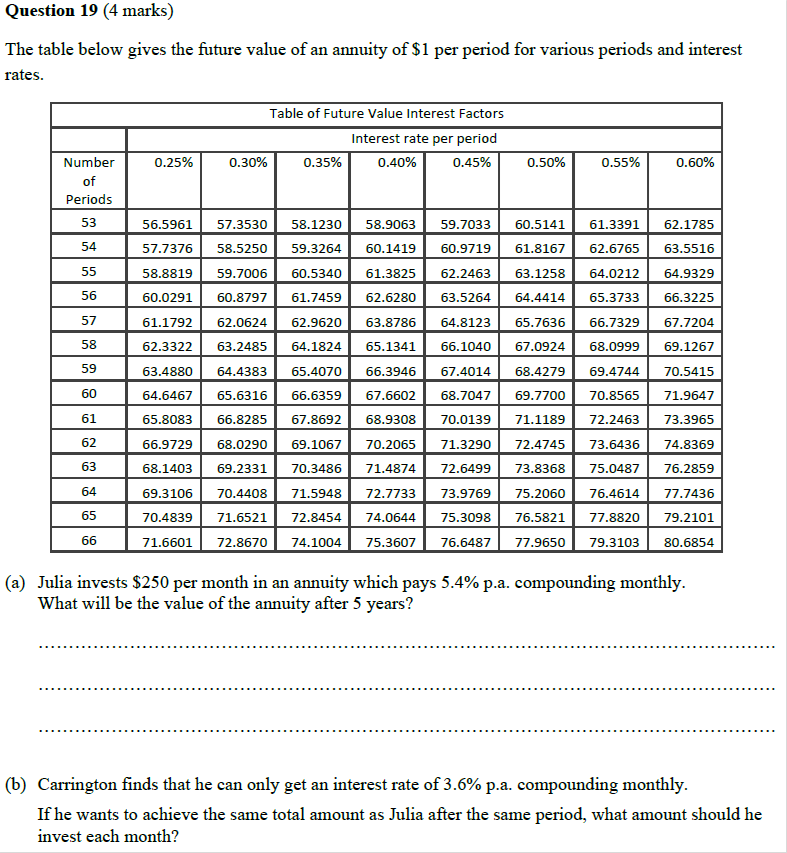 Question 19 (4 marks)
The table below gives the future value of an annuity of $1 per period for various periods and interest
rates.
Table of Future Value Interest Factors
Interest rate per period
Number of Periods 0.25% 0.30% 0.35% 0.40% 0.45% 0.50% 0.55% 0.60%
53 56.5961 57.3530 58.1230 58.9063 59.7033 60.5141 61.3391 62.1785
54 57.7376 58.5250 59.3264 60.1419 60.9719 61.8167 62.6765 63.5516
55 58.8819 59.7006 60.5340 61.3825 62.2463 63.1258 64.0212 64.9329
56 60.0291 60.8797 61.7459 62.6280 63.5264 64.4414 65.3733 66.3225
57 61.1792 62.0624 62.9620 63.8786 64.8123 65.7636 66.7329 67.7204
58 62.3322 63.2485 64.1824 65.1341 66.1040 67.0924 68.0999 69.1267
59 63.4880 64.4383 65.4070 66.3946 67.4014 68.4279 69.4744 70.5415
60 64.6467 65.6316 66.6359 67.6602 68.7047 69.7700 70.8565 71.9647
61 65.8083 66.8285 67.8692 68.9308 70.0139 71.1189 72.2463 73.3965
62 66.9729 68.0290 69.1067 70.2065 71.3290 72.4745 73.6436 74.8369
63 68.1403 69.2331 70.3486 71.4874 72.6499 73.8368 75.0487 76.2859
64 69.3106 70.4408 71.5948 72.7733 73.9769 75.2060 76.4614 77.7436
65 70.4839 71.6521 72.8454 74.0644 75.3098 76.5821 77.8820 79.2101
66 71.6601 72.8670 74.1004 75.3607 76.6487 77.9650 79.3103 80.6854
(a) Julia invests $250 per month in an annuity which pays 5.4% p.a. compounding monthly.
What will be the value of the annuity after 5 years?
(b) Carrington finds that he can only get an interest rate of 3.6% p.a. compounding monthly.
If he wants to achieve the same total amount as Julia after the same period, what amount should he
invest each month?